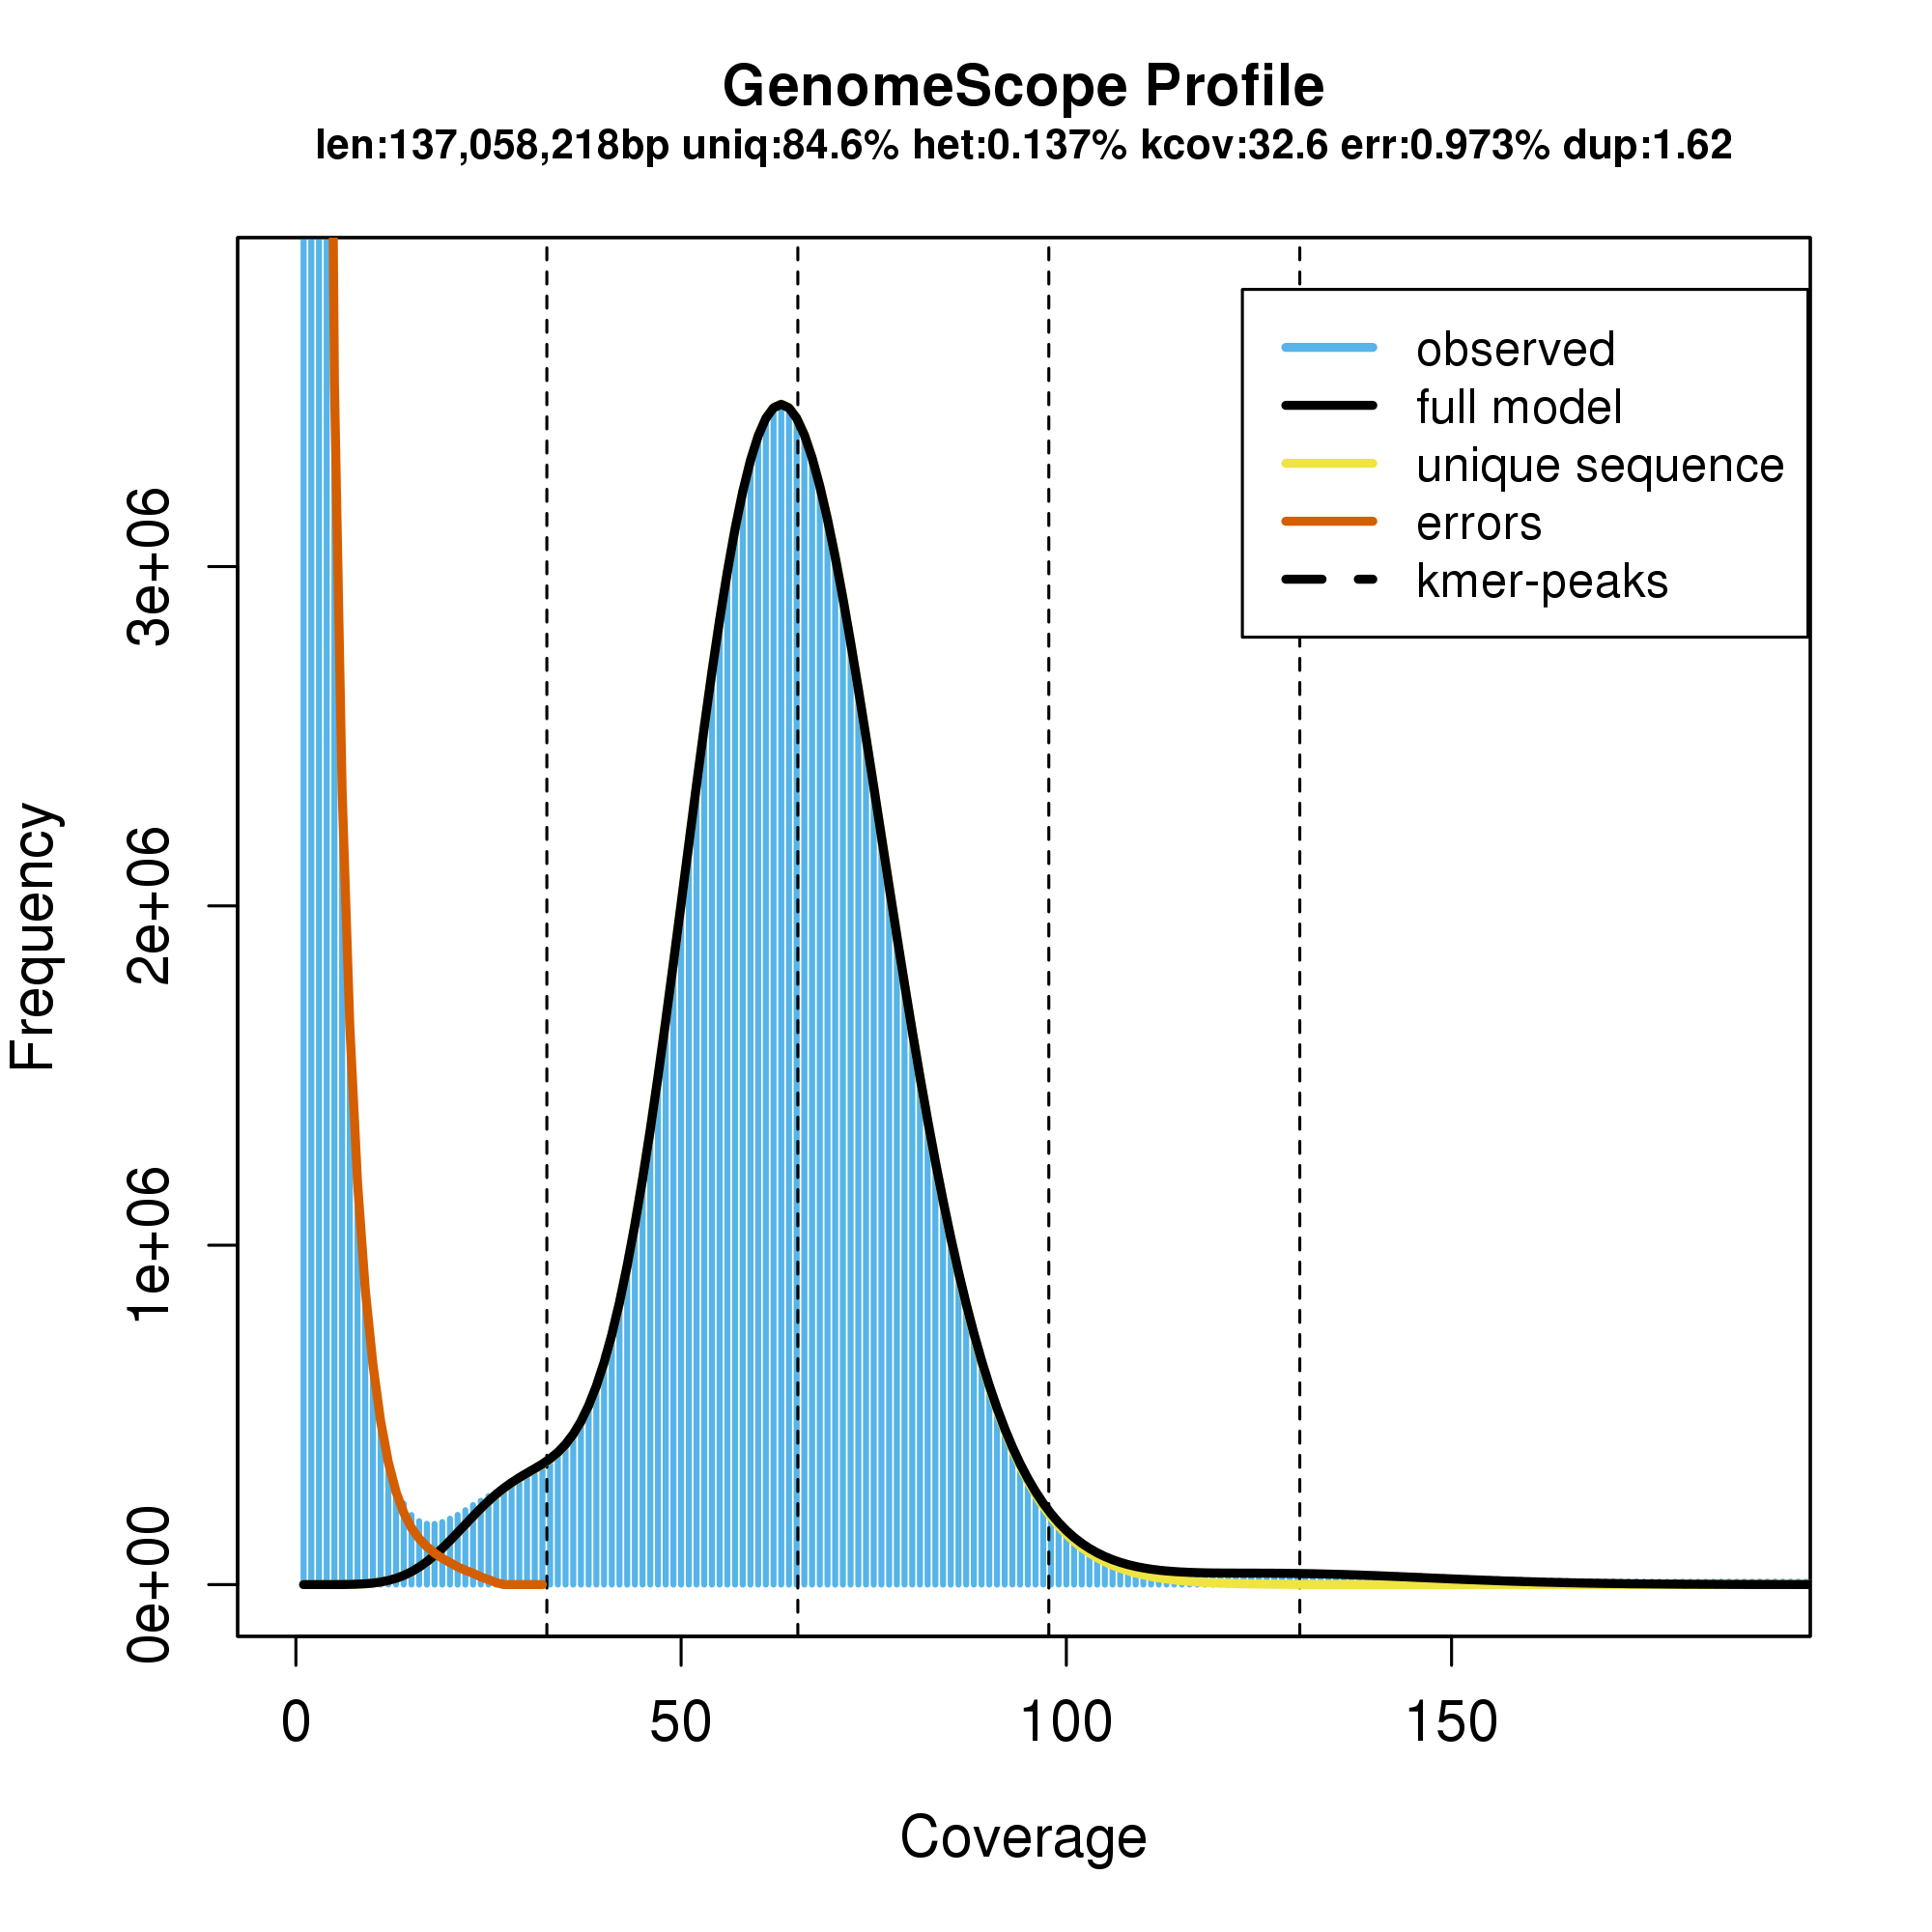 GenomeScope Profile
len:137,058,218bp uniq:84.6% het:0.137% kcov:32.6 err:0.973% dup:1.62
observed
full model
unique sequence
errors
kmer-peaks
Frequency
3e+06
2e+06
1e+06
0e+00
0 50 100 150
Coverage